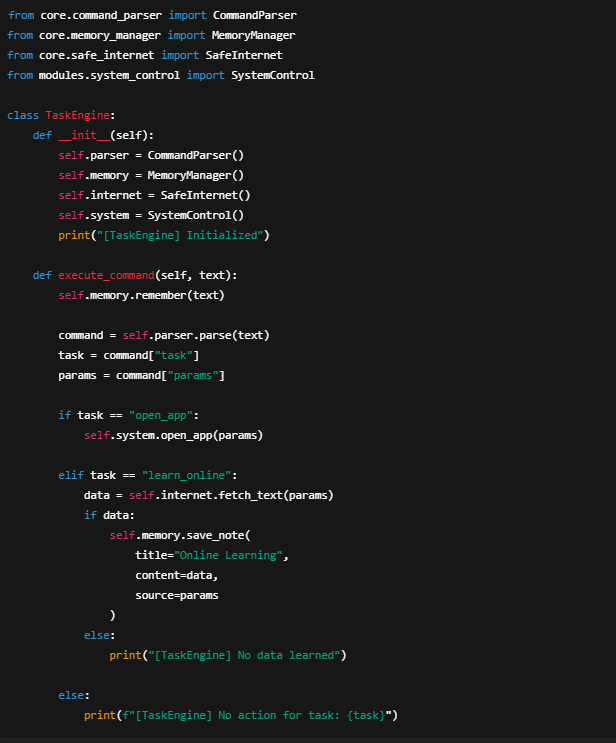 from core.command_parser import CommandParser
from core.memory_manager import MemoryManager
from core.safe_internet import SafeInternet
from modules.system_control import SystemControl

class TaskEngine:
    def __init__(self):
        self.parser = CommandParser()
        self.memory = MemoryManager()
        self.internet = SafeInternet()
        self.system = SystemControl()
        print("[TaskEngine] Initialized")

    def execute_command(self, text):
        self.memory.remember(text)

        command = self.parser.parse(text)
        task = command["task"]
        params = command["params"]

        if task == "open_app":
            self.system.open_app(params)

        elif task == "learn_online":
            data = self.internet.fetch_text(params)
            if data:
                self.memory.save_note(
                    title="Online Learning",
                    content=data,
                    source=params
                )
            else:
                print("[TaskEngine] No data learned")

        else:
            print(f"[TaskEngine] No action for task: {task}")